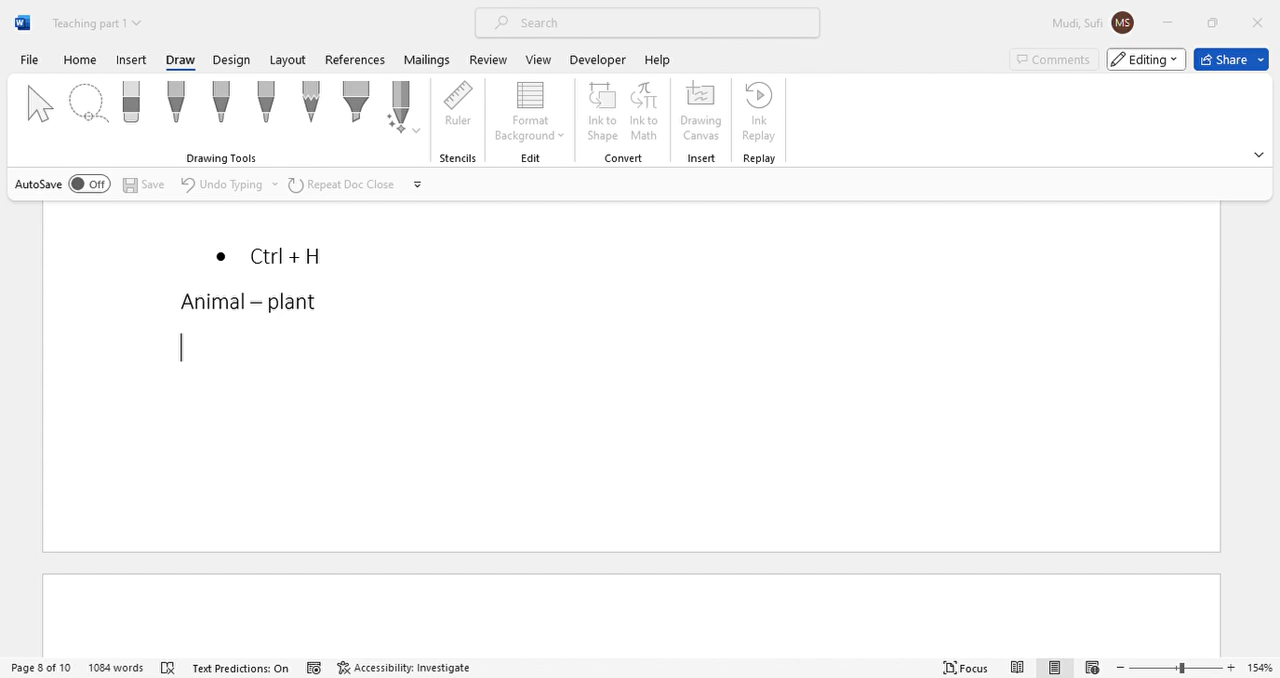 Teaching part 1
Search
Mudi, Sufi
MS
File Home Insert Draw Design Layout References Mailings Review View Developer Help
Comments Editing Share
Ruler
Format Background
Ink to Shape
Ink to Math
Drawing Canvas
Ink Replay
Drawing Tools Stencils Edit Convert Insert Replay
AutoSave Off Save Undo Typing Repeat Doc Close
• Ctrl + H
Animal – plant
Page 8 of 10 1084 words Text Predictions: On Accessibility: Investigate Focus 154%